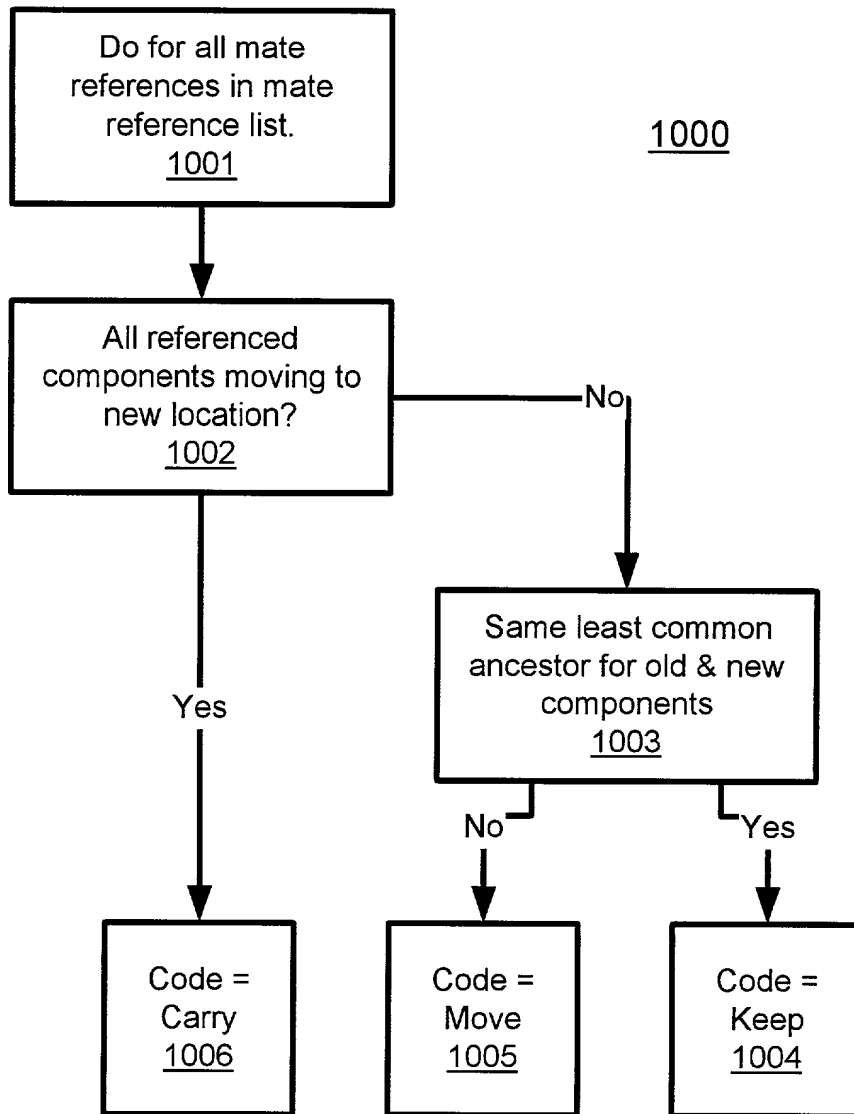 Do for all mate
references in mate
reference list.
1001
1000
All referenced
components moving to
new location?
1002
No
Same least common
ancestor for old & new
components
1003
Yes
No
Yes
Code =
Carry
1006
Code =
Move
1005
Code =
Keep
1004